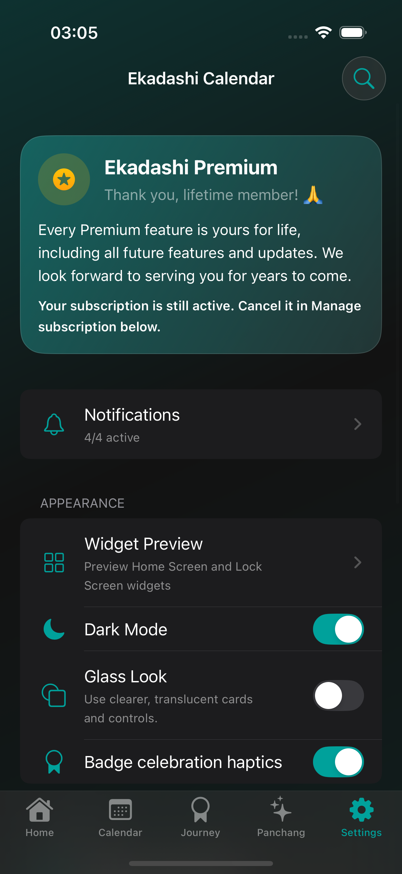 03:05
Ekadashi Calendar
Ekadashi Premium
Thank you, lifetime member! 🙏
Every Premium feature is yours for life,
including all future features and updates. We
look forward to serving you for years to come.
Your subscription is still active. Cancel it in Manage
subscription below.
Notifications
4/4 active
APPEARANCE
Widget Preview
Preview Home Screen and Lock
Screen widgets
Dark Mode
Glass Look
Use clearer, translucent cards
and controls.
Badge celebration haptics
Home
Calendar
Journey
Panchang
Settings